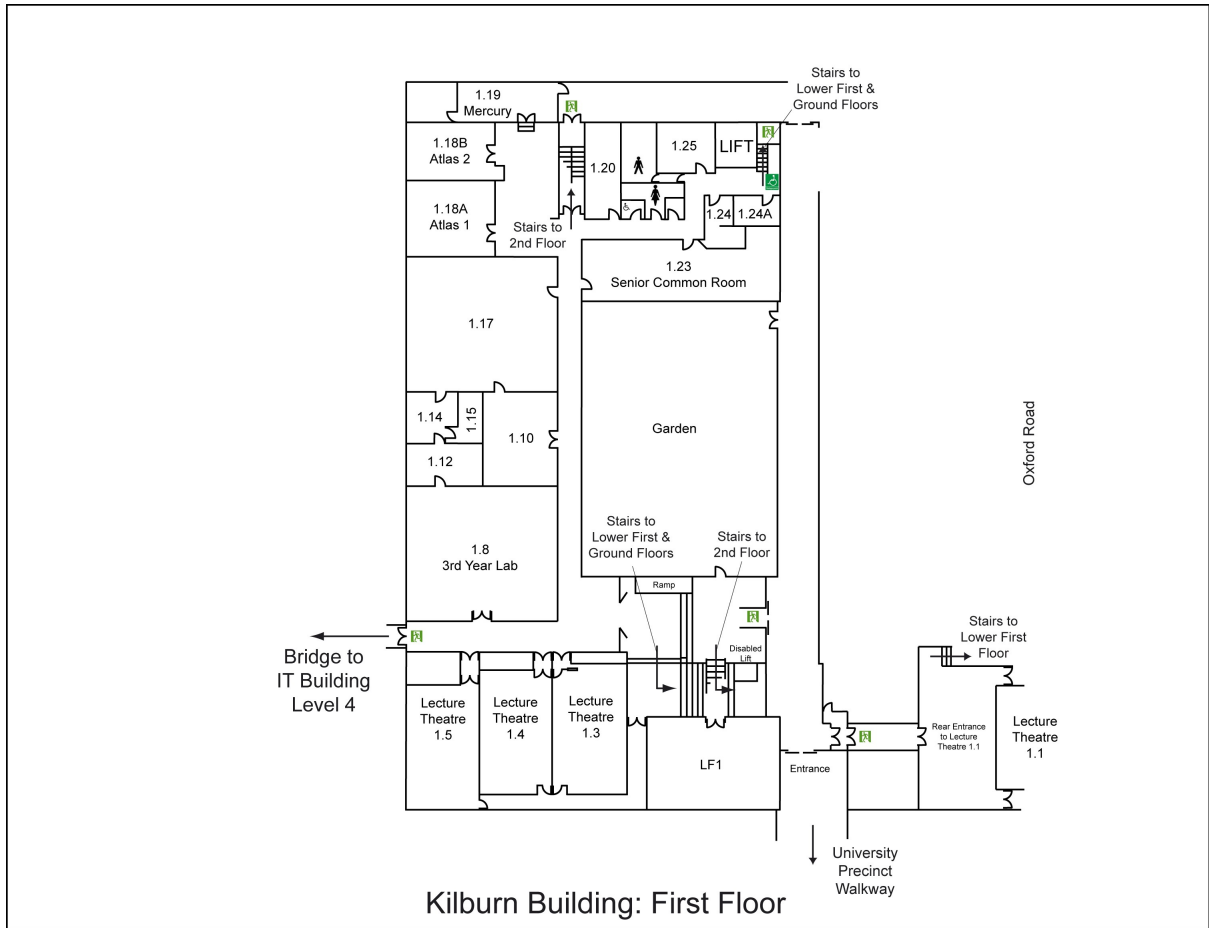 Stairs to
Lower First &
Ground Floors
1.19
Mercury
1.18B
Atlas 2
1.20
1.25
LIFT
1.18A
Atlas 1
1.24
1.24A
Stairs to
2nd Floor
1.23
Senior Common Room
1.17
1.14
1.15
1.10
1.12
Garden
Oxford Road
1.8
3rd Year Lab
Stairs to
Lower First &
Ground Floors
Stairs to
2nd Floor
Ramp
Disabled
Lift
Bridge to
IT Building
Level 4
Lecture
Theatre
1.5
Lecture
Theatre
1.4
Lecture
Theatre
1.3
LF1
Entrance
Stairs to
Lower First
Floor
Rear Entrance
to Lecture
Theatre 1.1
Lecture
Theatre
1.1
University
Precinct
Walkway
Kilburn Building: First Floor